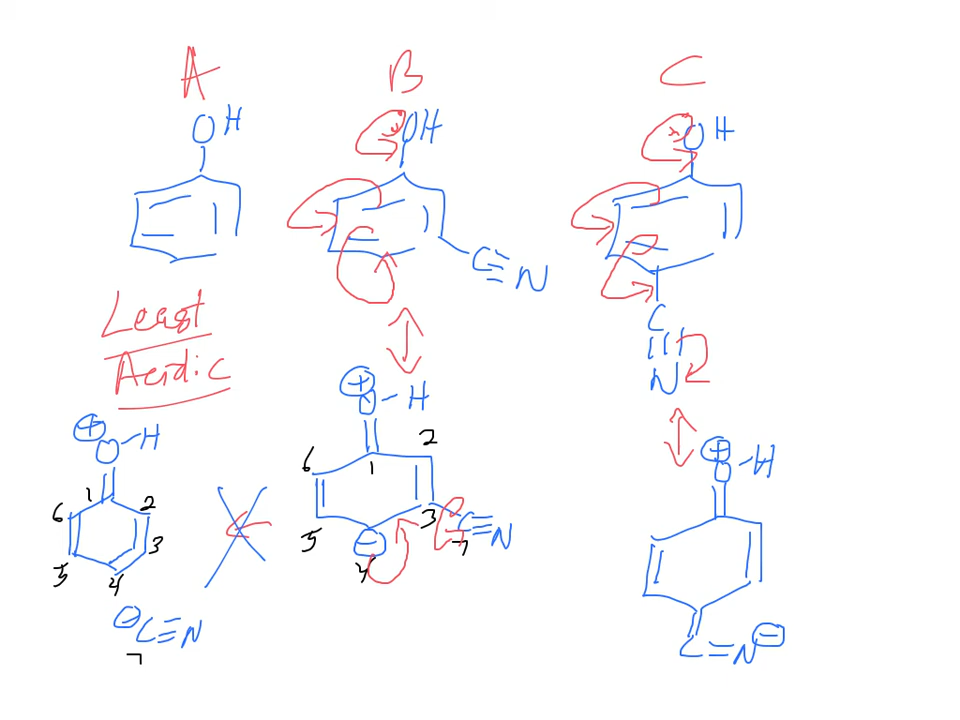 A B C
OH OH OH
C≡N
Least
Acidic
C
|||
N
⊕
O-H
⊕
O-H
⊕
O-H
1 2 3 4 5 6
⊖C≡N
7
1 2 3 4 5 6
⊖
C≡N
7
C=N⊖